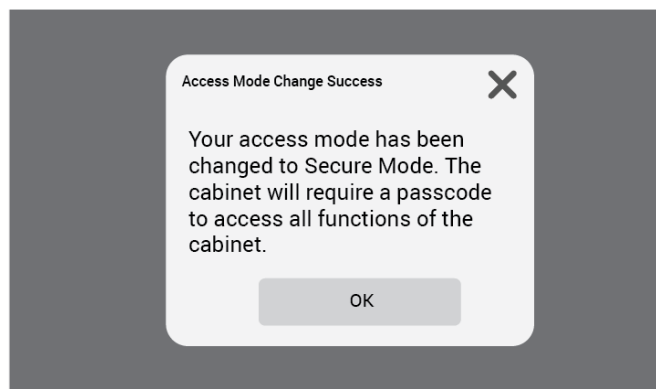 Access Mode Change Success
Your access mode has been
changed to Secure Mode. The
cabinet will require a passcode
to access all functions of the
cabinet.
OK